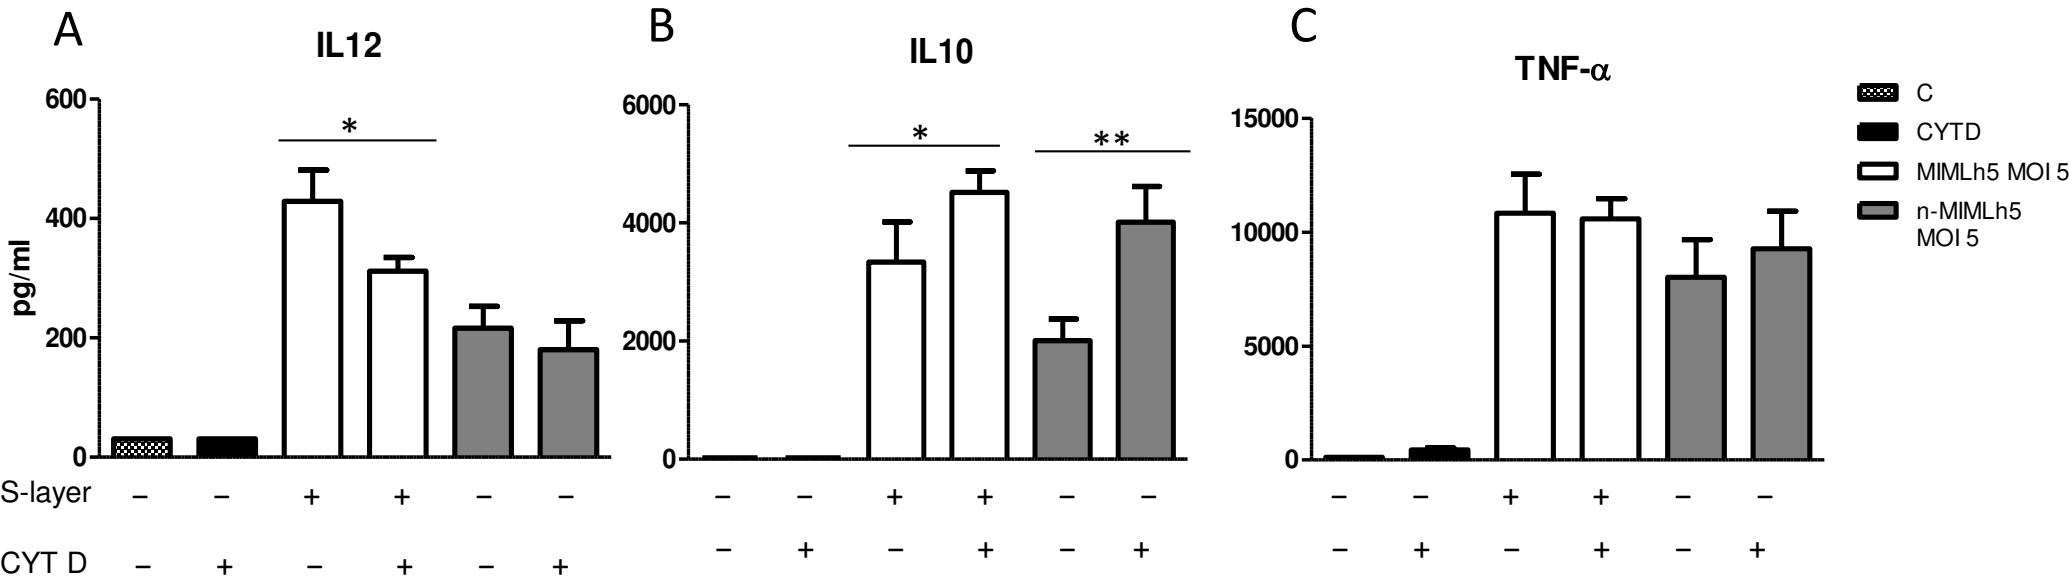 A
IL12
600
400
200
0
pg/ml
*
B
IL10
6000
4000
2000
0
*
**
C
TNF-α
15000
10000
5000
0
C
CYTD
MIMLh5 MOI 5
n-MIMLh5
MOI 5
S-layer − − + + − − − − + + − − − − + + − −
CYT D − + − + − + − + − + − + − + − + − +